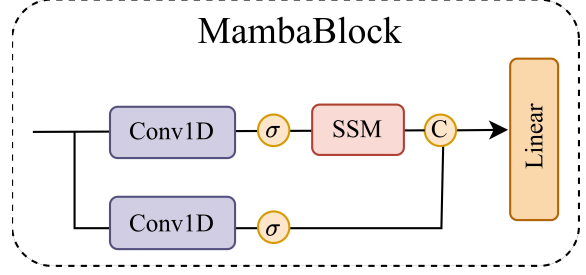 MambaBlock
Conv1D
σ
SSM
C
Linear
Conv1D
σ